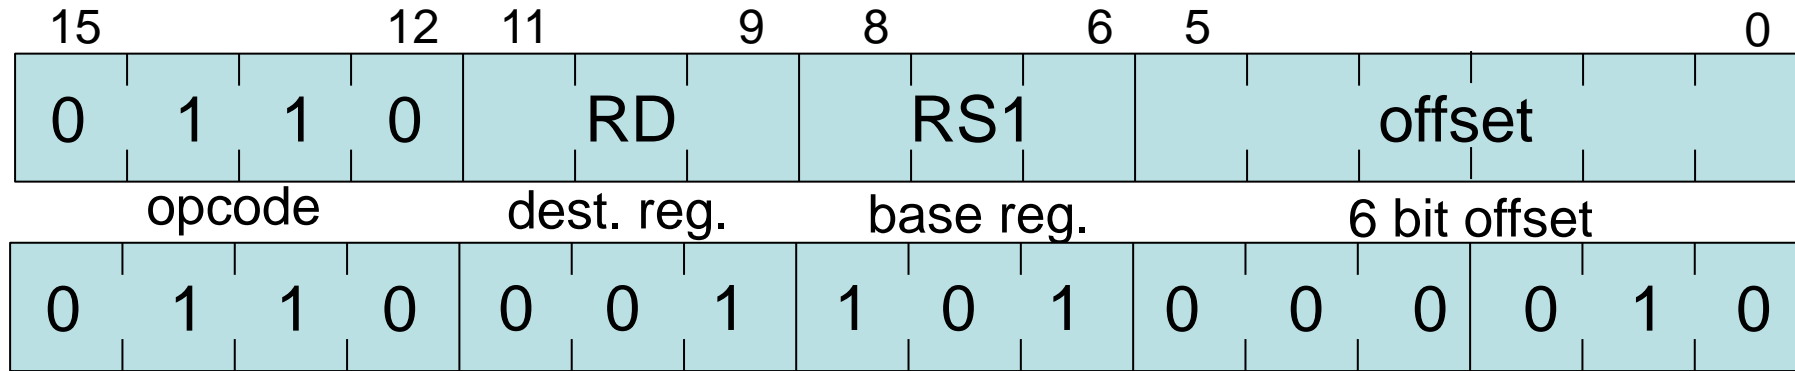 15 12 11 9 8 6 5 0
0 1 1 0 RD RS1 offset
opcode dest. reg. base reg. 6 bit offset
0 1 1 0 0 0 1 1 0 1 0 0 0 0 1 0